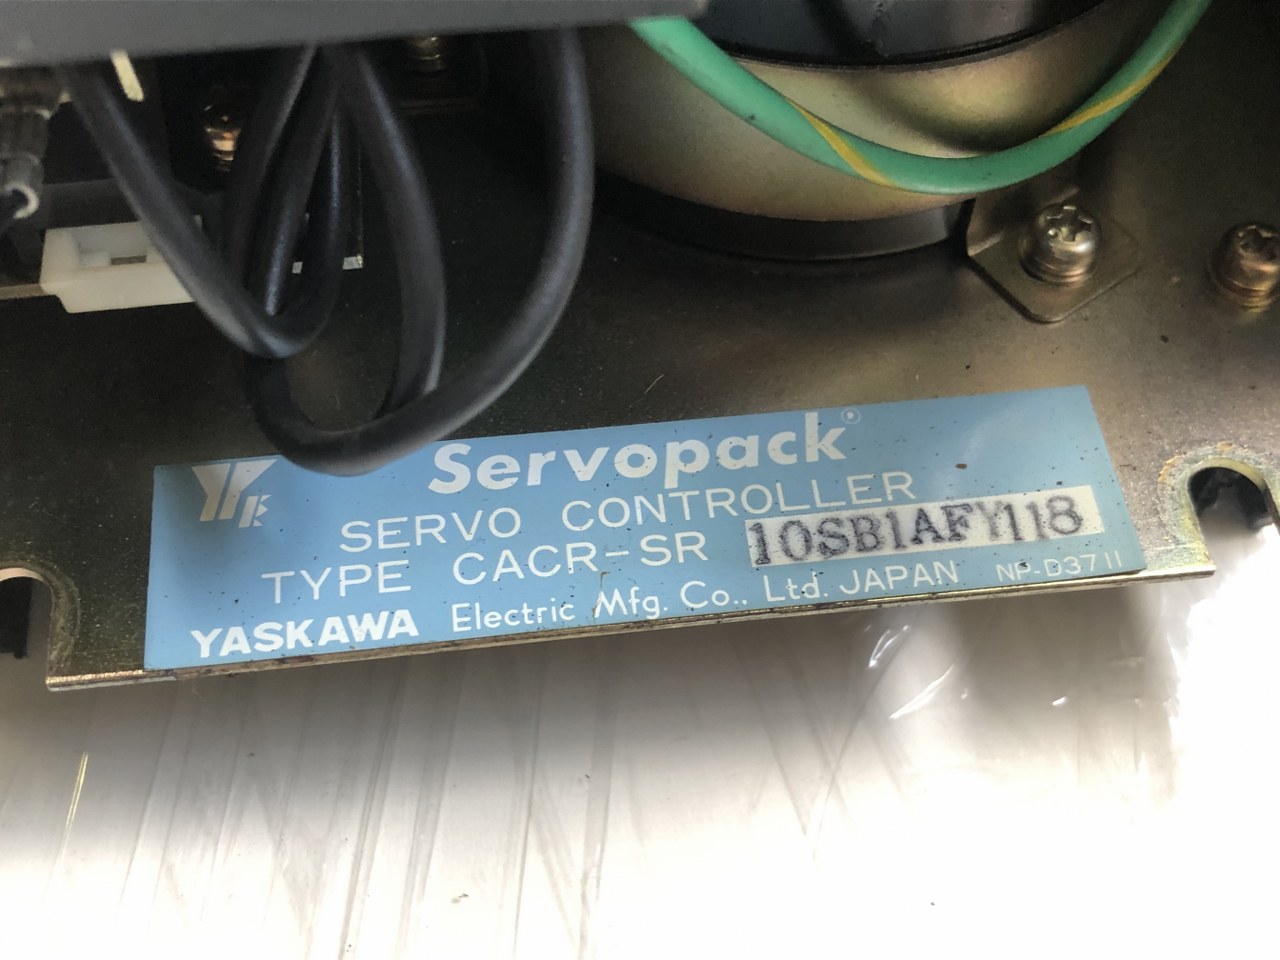 Servopack®
SERVO CONTROLLER
TYPE CACR-SR 10SB1AFY118
YASKAWA Electric Mfg. Co., Ltd. JAPAN NP-D3711